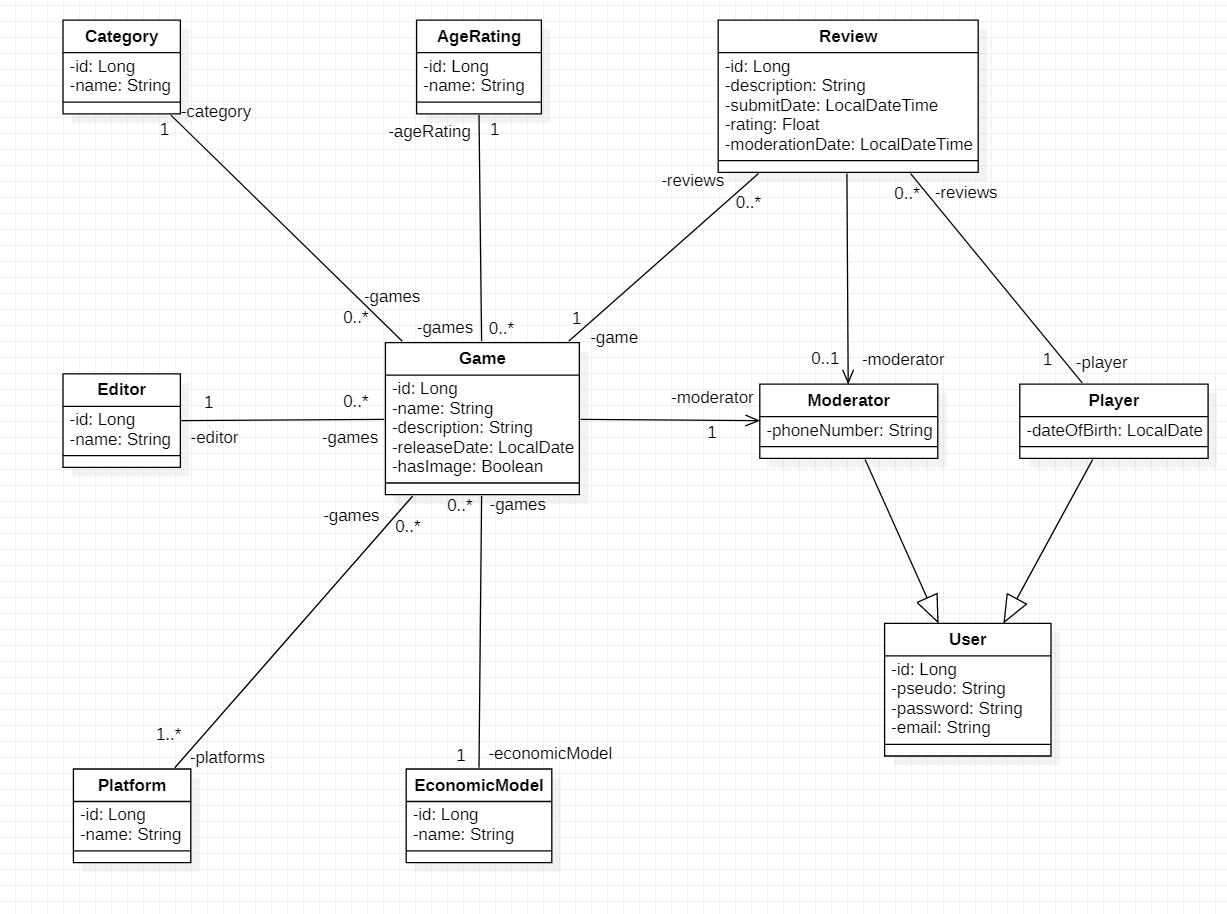 Category
-id: Long
-name: String
-category
1
AgeRating
-id: Long
-name: String
-ageRating
1
Review
-id: Long
-description: String
-submitDate: LocalDateTime
-rating: Float
-moderationDate: LocalDateTime
-reviews
0..*
0..*
-reviews
-games
0..*
-games
0..*
1
-game
0..1
-moderator
1
-player
Editor
-id: Long
-name: String
1
-editor
0..*
-games
Game
-id: Long
-name: String
-description: String
-releaseDate: LocalDate
-hasImage: Boolean
-moderator
1
Moderator
-phoneNumber: String
Player
-dateOfBirth: LocalDate
-games
0..*
0..*
-games
User
-id: Long
-pseudo: String
-password: String
-email: String
1..*
-platforms
1
-economicModel
Platform
-id: Long
-name: String
EconomicModel
-id: Long
-name: String